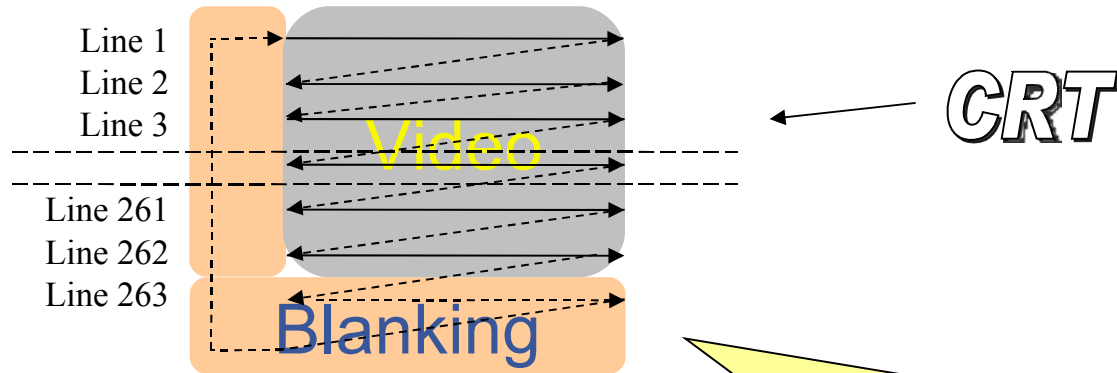 Line 1
Line 2
CRT
Line 3
Video
Line 261
Line 262
Line 263
Blanking